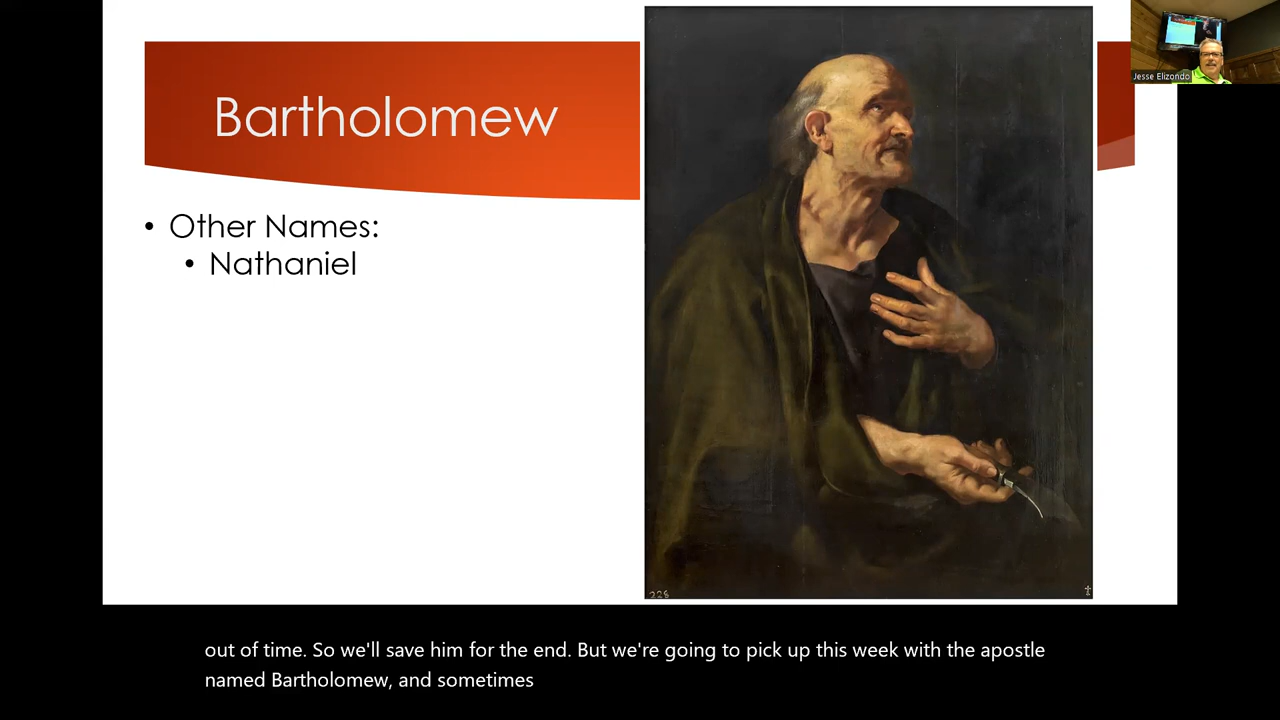 Bartholomew
Jesse Elizondo
• Other Names:
• Nathaniel
228
out of time. So we'll save him for the end. But we're going to pick up this week with the apostle
named Bartholomew, and sometimes